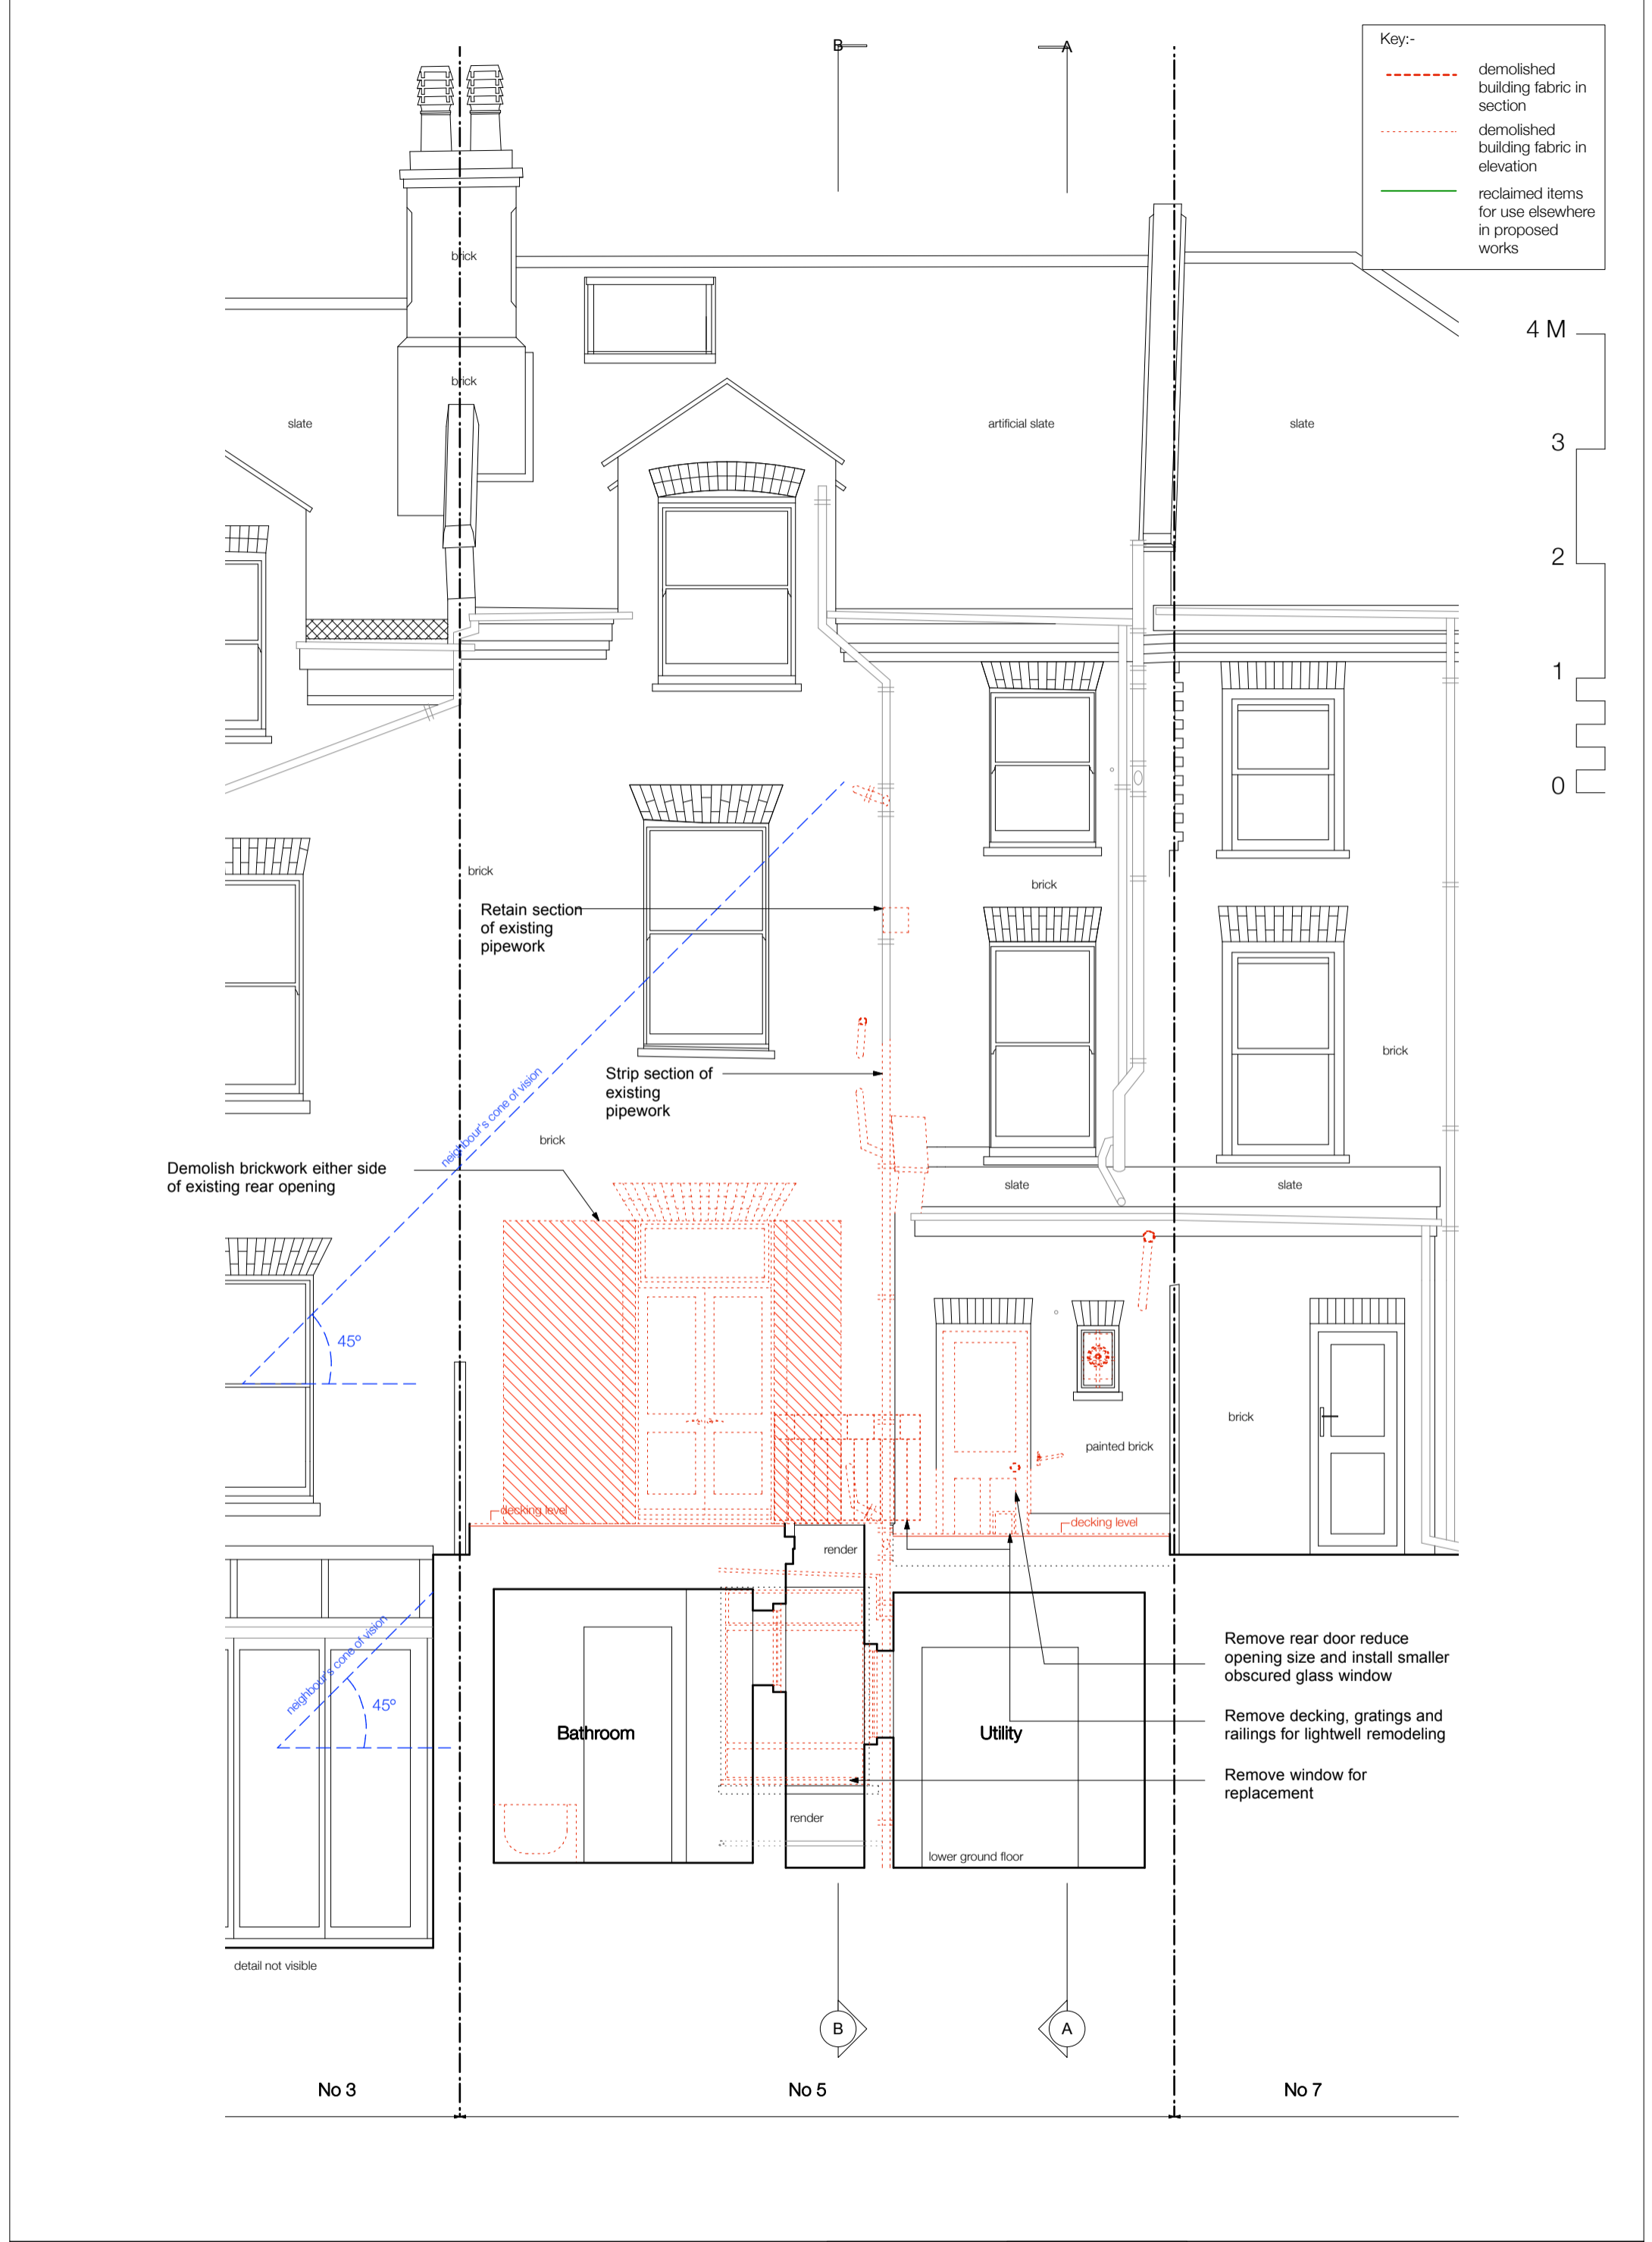 B
A
Key:-
demolished
building fabric in
section
demolished
building fabric in
elevation
reclaimed items
for use elsewhere
in proposed
works
brick
4 M
brick
slate
artificial slate
slate
3
2
1
0
brick
brick
Retain section
of existing
pipework
brick
Strip section of
existing
pipework
neighbour's cone of vision
brick
Demolish brickwork either side
of existing rear opening
slate
slate
45º
brick
painted brick
decking level
decking level
render
neighbour's cone of vision
45º
Remove rear door reduce
opening size and install smaller
obscured glass window
Bathroom
Utility
Remove decking, gratings and
railings for lightwell remodeling
Remove window for
replacement
render
lower ground floor
detail not visible
B
A
No 3
No 5
No 7